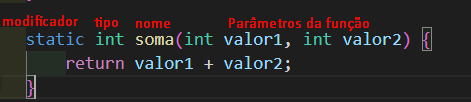 modificador tipo nome Parâmetros da função
static int soma(int valor1, int valor2) {
return valor1 + valor2;
}